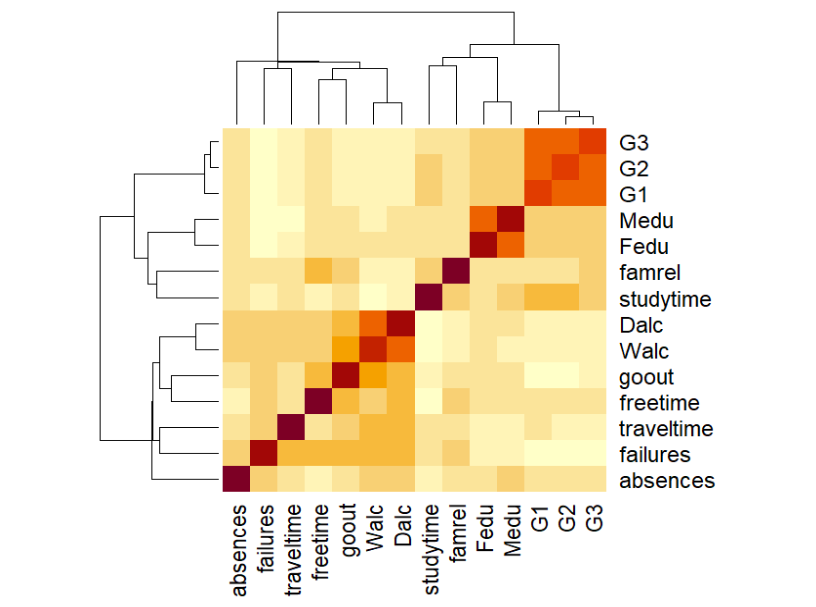 G3
G2
G1
Medu
Fedu
famrel
studytime
Dalc
Walc
goout
freetime
traveltime
failures
absences
absences
failures
traveltime
freetime
goout
Walc
Dalc
studytime
famrel
Fedu
Medu
G1
G2
G3